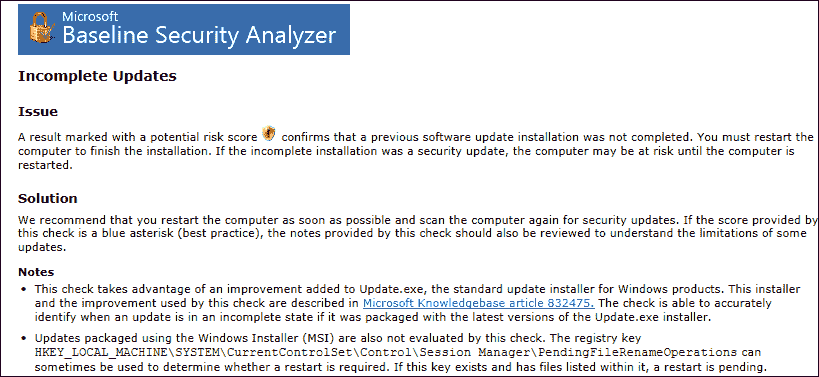 Microsoft
Baseline Security Analyzer
Incomplete Updates
Issue
A result marked with a potential risk score confirms that a previous software update installation was not completed. You must restart the
computer to finish the installation. If the incomplete installation was a security update, the computer may be at risk until the computer is
restarted.
Solution
We recommend that you restart the computer as soon as possible and scan the computer again for security updates. If the score provided by
this check is a blue asterisk (best practice), the notes provided by this check should also be reviewed to understand the limitations of some
updates.
Notes
• This check takes advantage of an improvement added to Update.exe, the standard update installer for Windows products. This installer
and the improvement used by this check are described in Microsoft Knowledgebase article 832475. The check is able to accurately
identify when an update is in an incomplete state if it was packaged with the latest versions of the Update.exe installer.
• Updates packaged using the Windows Installer (MSI) are also not evaluated by this check. The registry key
HKEY_LOCAL_MACHINE\SYSTEM\CurrentControlSet\Control\Session Manager\PendingFileRenameOperations can
sometimes be used to determine whether a restart is required. If this key exists and has files listed within it, a restart is pending.